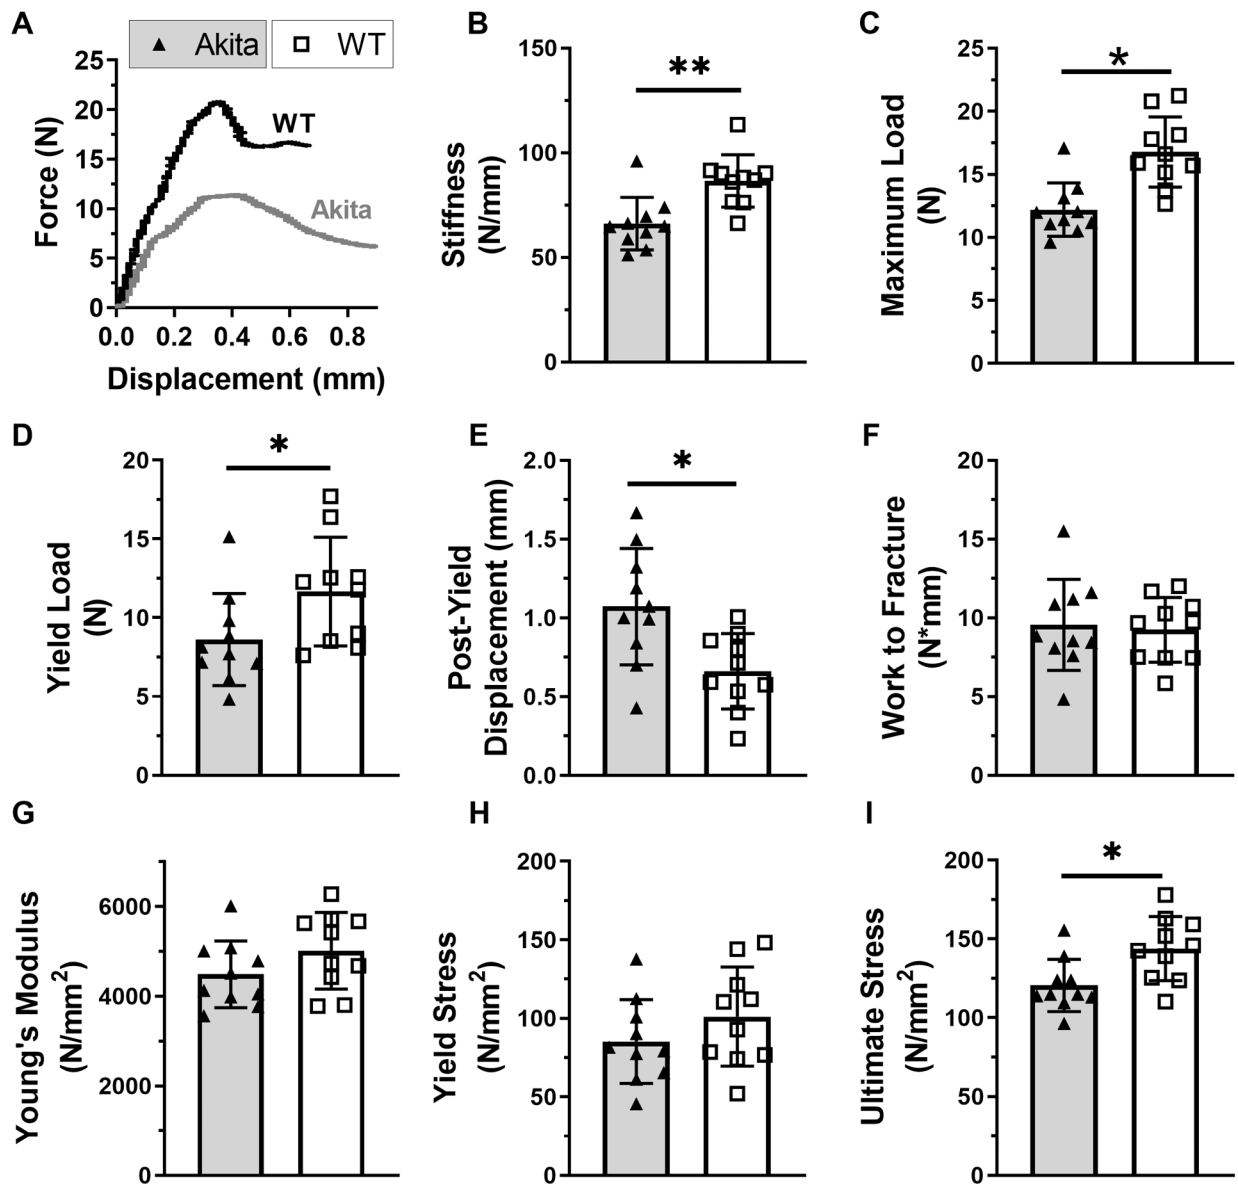 A
Akita
WT
Force (N)
25
20
15
10
5
0
WT
Akita
0.0 0.2 0.4 0.6 0.8
Displacement (mm)
B
Stiffness
(N/mm)
150
100
50
0
**
C
Maximum Load
(N)
25
20
15
10
5
0
*
D
Yield Load
(N)
20
15
10
5
0
*
E
Post-Yield
Displacement (mm)
2.0
1.5
1.0
0.5
0.0
*
F
Work to Fracture
(N*mm)
20
15
10
5
0
G
Young's Modulus
(N/mm²)
6000
4000
2000
0
H
Yield Stress
(N/mm²)
200
150
100
50
0
I
Ultimate Stress
(N/mm²)
200
150
100
50
0
*